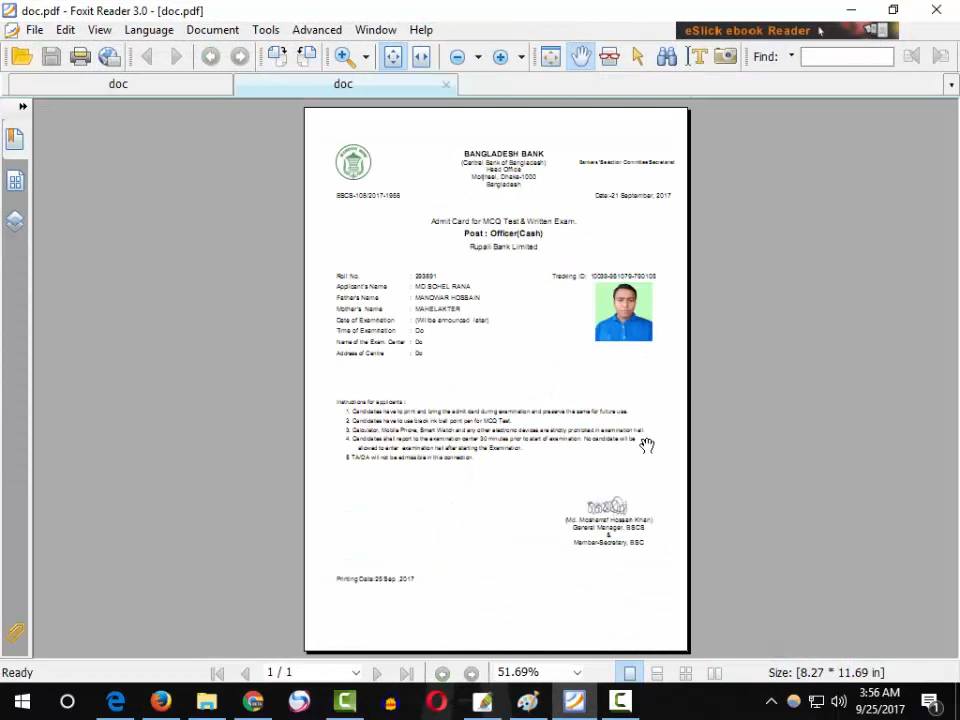 doc.pdf - Foxit Reader 3.0 - [doc.pdf]
File Edit View Language Document Tools Advanced Window Help
eSlick ebook Reader
Find:
doc
doc
BANGLADESH BANK
(Central Bank of Bangladesh)
Head Office
Motijheel, Dhaka-1000
Bangladesh
Bankers' Selection Committee Secretariat
BSCS-108/2017-1956
Date:-21 September, 2017
Admit Card for MCQ Test & Written Exam.
Post : Officer(Cash)
Rupali Bank Limited
Roll No. :
Tracking ID:
Applicant's Name : MD.SOHEL RANA
Father's Name : MANOWAR HOSSAIN
Mother's Name : MAHELAKTER
Date of Examination : (Will be announced later)
Time of Examination : Do
Name of the Exam. Center : Do
Address of Centre : Do
Instructions for applicants :
1. Candidates have to print and bring the admit card during examination and preserve the same for future use.
2. Candidates have to use black ink ball point pen for MCQ Test.
3. Calculator, Mobile Phone, Smart Watch and any other electronic devices are strictly prohibited in examination hall.
4. Candidates shall report to the examination center 30 minutes prior to start of examination. No candidate will be
allowed to enter examination hall after starting the Examination.
5 TA/DA will not be admissible in this connection.
(Md. Mosharraf Hossain Khan)
General Manager, BSCS
&
Member-Secretary, BSC
Printing Date:25 Sep ,2017
Ready
1 / 1
51.69%
Size: [8.27 * 11.69 in]
3:56 AM
9/25/2017
1